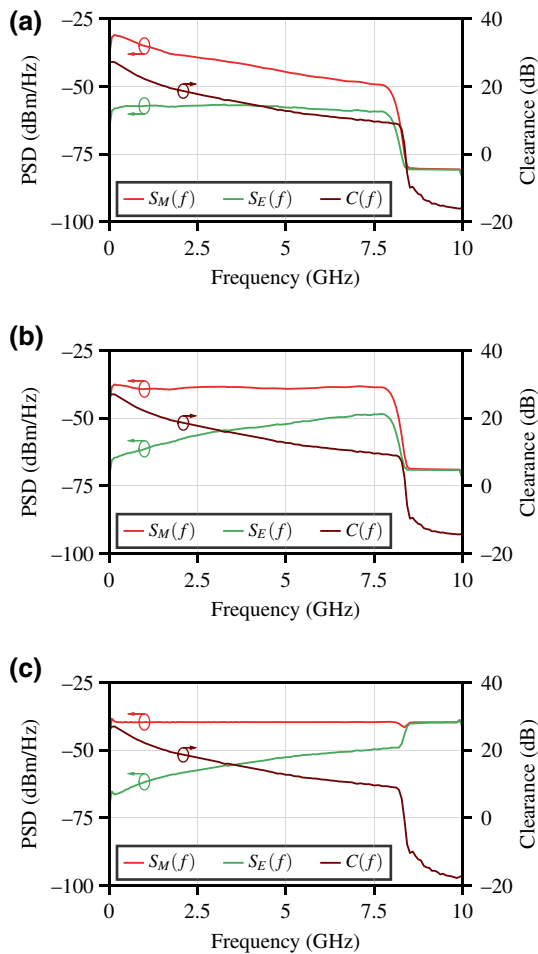 (a)
PSD (dBm/Hz)
−25
−50
−75
−100
Clearance (dB)
40
20
0
−20
S_M(f) S_E(f) C(f)
0 2.5 5 7.5 10
Frequency (GHz)
(b)
PSD (dBm/Hz)
−25
−50
−75
−100
Clearance (dB)
40
20
0
−20
S_M(f) S_E(f) C(f)
0 2.5 5 7.5 10
Frequency (GHz)
(c)
PSD (dBm/Hz)
−25
−50
−75
−100
Clearance (dB)
40
20
0
−20
S_M(f) S_E(f) C(f)
0 2.5 5 7.5 10
Frequency (GHz)